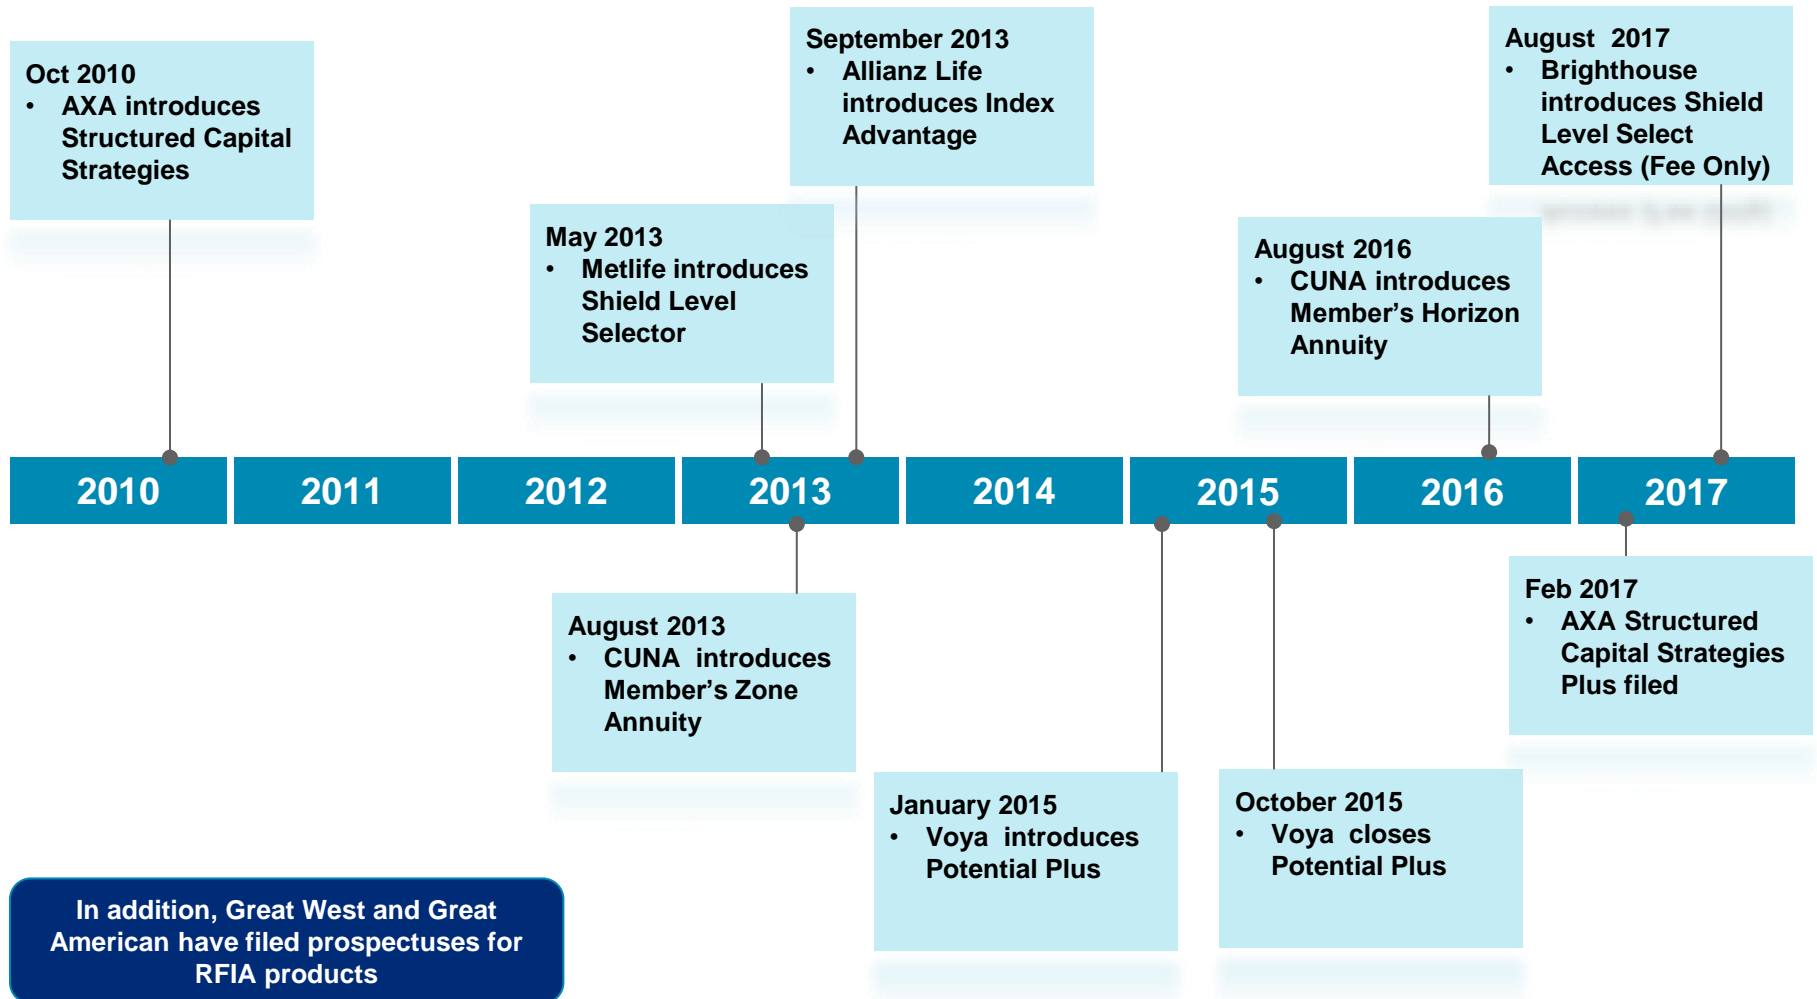 Oct 2010
• AXA introduces
Structured Capital
Strategies
May 2013
• Metlife introduces
Shield Level
Selector
September 2013
• Allianz Life
introduces Index
Advantage
August 2016
• CUNA introduces
Member’s Horizon
Annuity
August 2017
• Brighthouse
introduces Shield
Level Select
Access (Fee Only)
2010
2011
2012
2013
2014
2015
2016
2017
August 2013
• CUNA introduces
Member’s Zone
Annuity
January 2015
• Voya introduces
Potential Plus
October 2015
• Voya closes
Potential Plus
Feb 2017
• AXA Structured
Capital Strategies
Plus filed
In addition, Great West and Great
American have filed prospectuses for
RFIA products